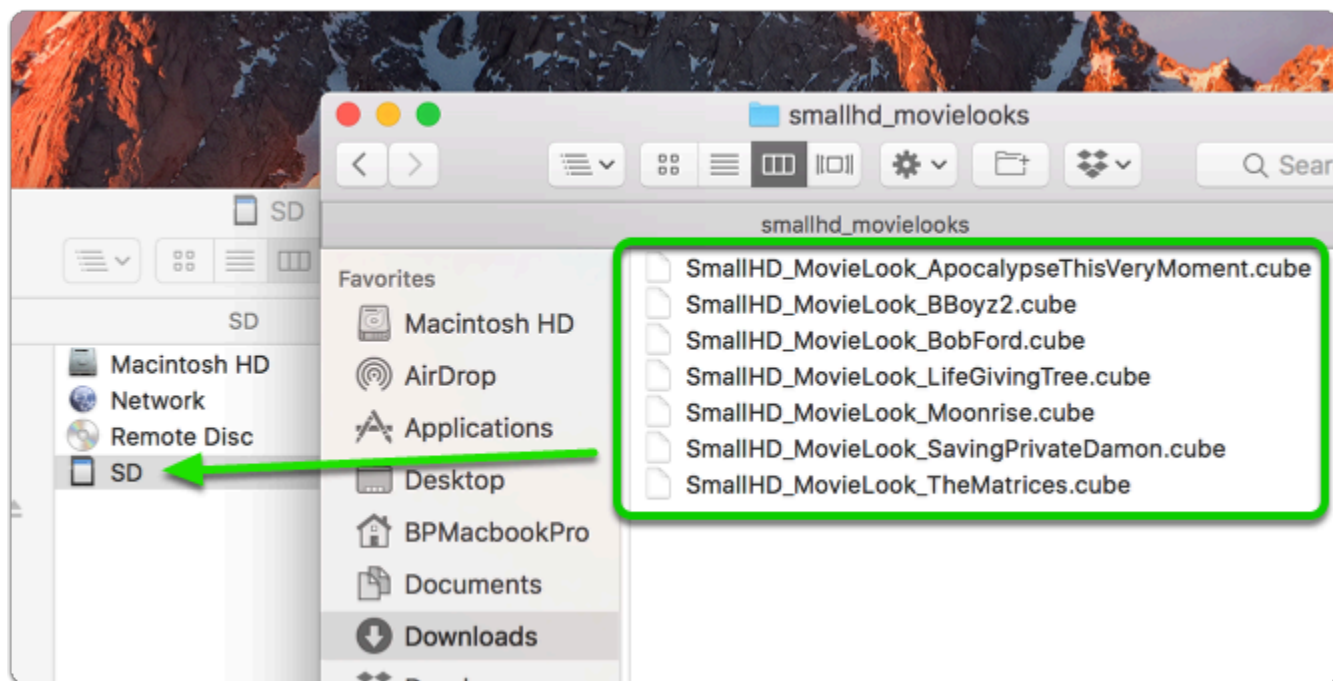 smallhd_movielooks
Sear
smallhd_movielooks
SD
SD
Macintosh HD
Network
Remote Disc
SD
Favorites
Macintosh HD
AirDrop
Applications
Desktop
BPMacbookPro
Documents
Downloads
SmallHD_MovieLook_ApocalypseThisVeryMoment.cube
SmallHD_MovieLook_BBoyz2.cube
SmallHD_MovieLook_BobFord.cube
SmallHD_MovieLook_LifeGivingTree.cube
SmallHD_MovieLook_Moonrise.cube
SmallHD_MovieLook_SavingPrivateDamon.cube
SmallHD_MovieLook_TheMatrices.cube